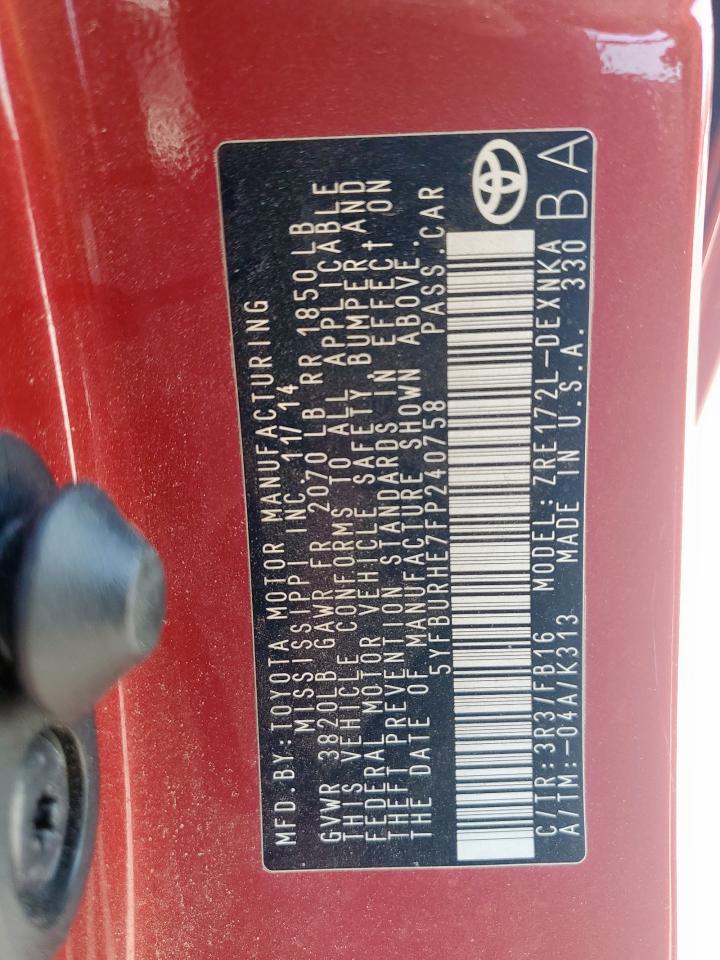 MFD.BY:TOYOTA MOTOR MANUFACTURING
MISSISSIPPI INC. 11/14
GVWR 3820LB GAWR FR 2070LB RR 1850LB
THIS VEHICLE CONFORMS TO ALL APPLICABLE
FEDERAL MOTOR VEHICLE SAFETY, BUMPER AND
THEFT PREVENTION STANDARDS IN EFFECT ON
THE DATE OF MANUFACTURE SHOWN ABOVE.
5YFBURHE7FP240758 PASS.CAR
C/TR:3R3/FB16 MODEL:ZRE172L-DEXNKA
A/TM:-04A/K313 MADE IN U.S.A. 330
BA